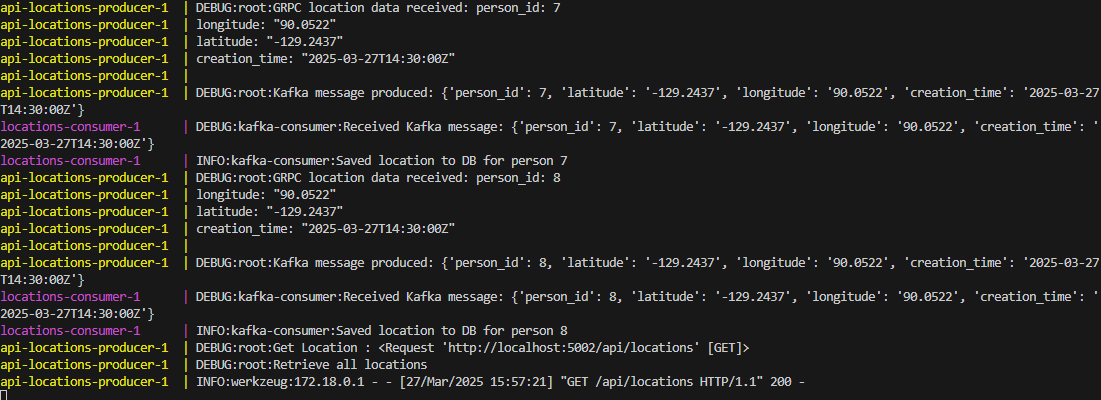 api-locations-producer-1  | DEBUG:root:GRPC location data received: person_id: 7
api-locations-producer-1  | longitude: "90.0522"
api-locations-producer-1  | latitude: "-129.2437"
api-locations-producer-1  | creation_time: "2025-03-27T14:30:00Z"
api-locations-producer-1  |
api-locations-producer-1  | DEBUG:root:Kafka message produced: {'person_id': 7, 'latitude': '-129.2437', 'longitude': '90.0522', 'creation_time': '2025-03-27
T14:30:00Z'}
locations-consumer-1      | DEBUG:kafka-consumer:Received Kafka message: {'person_id': 7, 'latitude': '-129.2437', 'longitude': '90.0522', 'creation_time': '
2025-03-27T14:30:00Z'}
locations-consumer-1      | INFO:kafka-consumer:Saved location to DB for person 7
api-locations-producer-1  | DEBUG:root:GRPC location data received: person_id: 8
api-locations-producer-1  | longitude: "90.0522"
api-locations-producer-1  | latitude: "-129.2437"
api-locations-producer-1  | creation_time: "2025-03-27T14:30:00Z"
api-locations-producer-1  |
api-locations-producer-1  | DEBUG:root:Kafka message produced: {'person_id': 8, 'latitude': '-129.2437', 'longitude': '90.0522', 'creation_time': '2025-03-27
T14:30:00Z'}
locations-consumer-1      | DEBUG:kafka-consumer:Received Kafka message: {'person_id': 8, 'latitude': '-129.2437', 'longitude': '90.0522', 'creation_time': '
2025-03-27T14:30:00Z'}
locations-consumer-1      | INFO:kafka-consumer:Saved location to DB for person 8
api-locations-producer-1  | DEBUG:root:Get Location : <Request 'http://localhost:5002/api/locations' [GET]>
api-locations-producer-1  | DEBUG:root:Retrieve all locations
api-locations-producer-1  | INFO:werkzeug:172.18.0.1 - - [27/Mar/2025 15:57:21] "GET /api/locations HTTP/1.1" 200 -